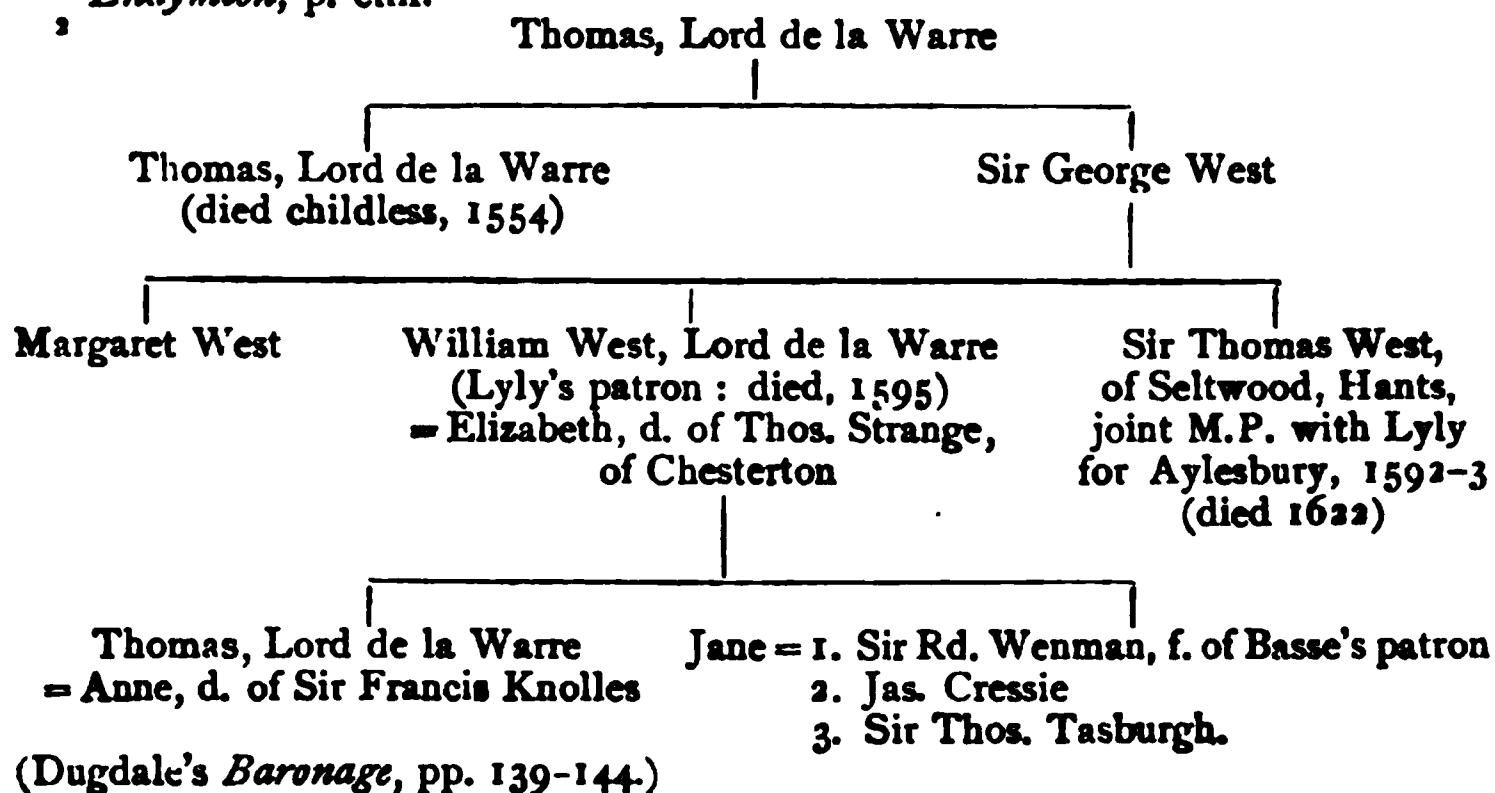 p. clii.
² Thomas, Lord de la Warre
Thomas, Lord de la Warre Sir George West
(died childless, 1554)
Margaret West William West, Lord de la Warre Sir Thomas West,
(Lyly's patron : died, 1595) of Seltwood, Hants,
= Elizabeth, d. of Thos. Strange, joint M.P. with Lyly
of Chesterton for Aylesbury, 1592–3
(died 1622)
Thomas, Lord de la Warre Jane = 1. Sir Rd. Wenman, f. of Basse's patron
= Anne, d. of Sir Francis Knolles 2. Jas. Cressie
3. Sir Thos. Tasburgh.
(Dugdale's Baronage, pp. 139–144.)